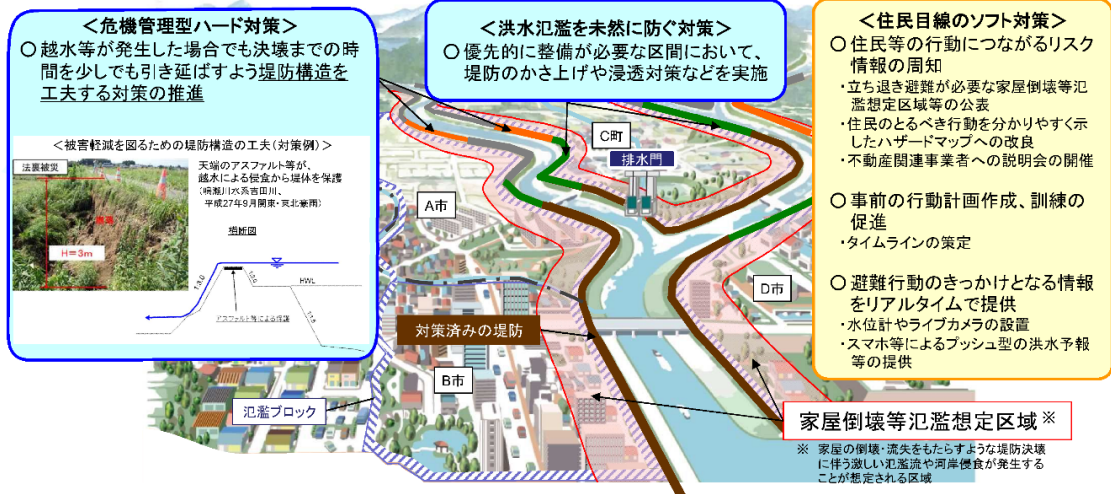 ＜危機管理型ハード対策＞
○ 越水等が発生した場合でも決壊までの時
間を少しでも引き延ばすよう堤防構造を
工夫する対策の推進
＜被害軽減を図るための堤防構造の工夫（対策例）＞
法裏被災
H＝3m
天端のアスファルト等が、
越水による侵食から堤体を保護
（鳴瀬川水系吉田川、
平成27年9月関東・東北豪雨）
横断図
HWL
アスファルト等による保護
＜洪水氾濫を未然に防ぐ対策＞
○ 優先的に整備が必要な区間において、
堤防のかさ上げや浸透対策などを実施
＜住民目線のソフト対策＞
○ 住民等の行動につながるリスク
情報の周知
・立ち退き避難が必要な家屋倒壊等氾
濫想定区域等の公表
・住民のとるべき行動を分かりやすく示
したハザードマップへの改良
・不動産関連事業者への説明会の開催
○ 事前の行動計画作成、訓練の
促進
・タイムラインの策定
○ 避難行動のきっかけとなる情報
をリアルタイムで提供
・水位計やライブカメラの設置
・スマホ等によるプッシュ型の洪水予報
等の提供
C町
排水門
A市
D市
対策済みの堤防
B市
氾濫ブロック
家屋倒壊等氾濫想定区域※
※ 家屋の倒壊・流失をもたらすような堤防決壊
に伴う激しい氾濫流や河岸侵食が発生する
ことが想定される区域